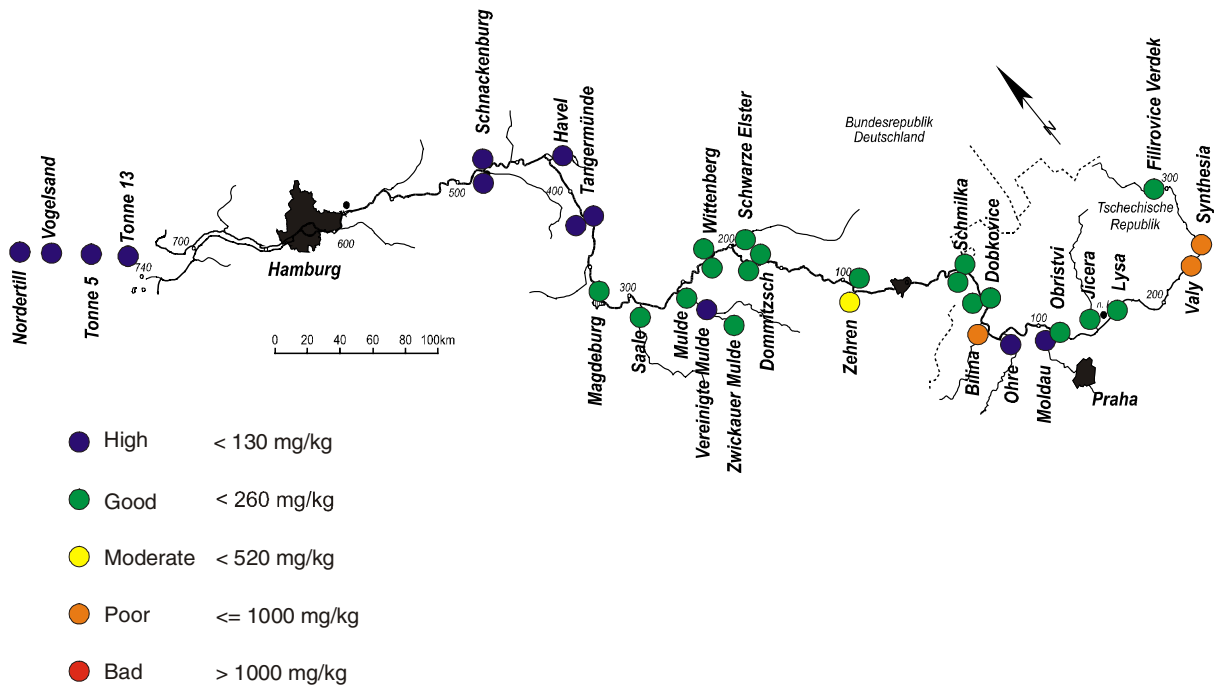 Schnackenburg
Havel
Tangermünde
Wittenberg
Schwarze Elster
Bundesrepublik
Deutschland
N
Filirovice Verdek
300
Synthesia
Tschechische
Republik
Nordertill
Vogelsand
Tonne 5
Tonne 13
740
700
Hamburg
600
500
400
Magdeburg
300
Saale
Mulde
Vereinigte Mulde
Zwickauer Mulde
200
Dommitzsch
100
Zehren
Schmilka
Dobkovice
Bilina
Ohre
Moldau
100
Obristvi
Jicera
Lysa
200
Valy
Praha
0 20 40 60 80 100km
High < 130 mg/kg
Good < 260 mg/kg
Moderate < 520 mg/kg
Poor <= 1000 mg/kg
Bad > 1000 mg/kg